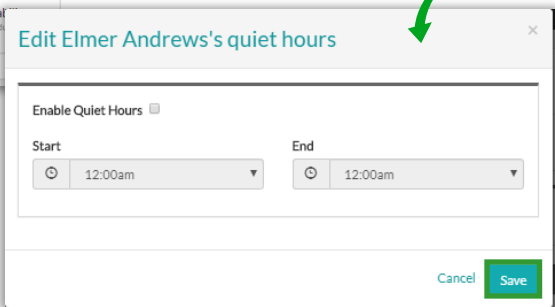 Edit Elmer Andrews's quiet hours
×
Enable Quiet Hours
Start End
12:00am 12:00am
Cancel Save